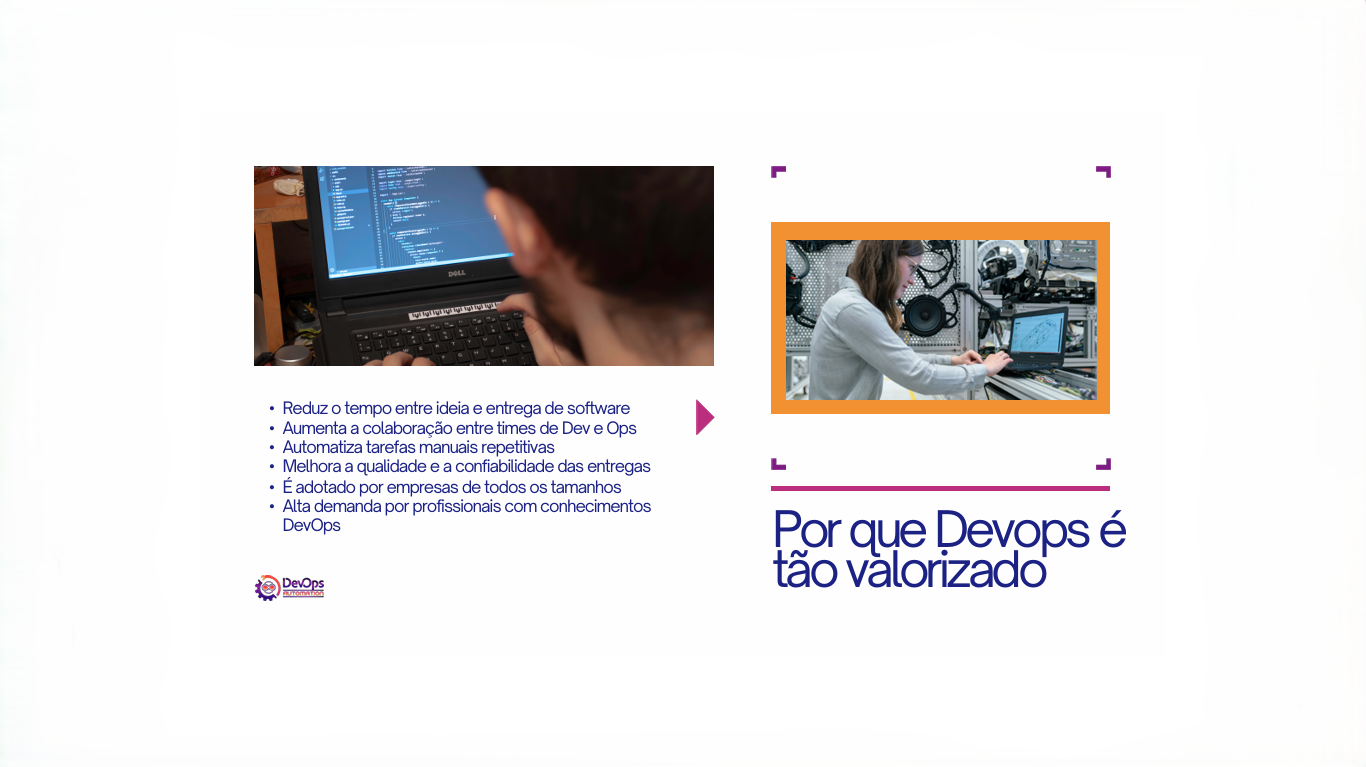 DELL
• Reduz o tempo entre ideia e entrega de software
• Aumenta a colaboração entre times de Dev e Ops
• Automatiza tarefas manuais repetitivas
• Melhora a qualidade e a confiabilidade das entregas
• É adotado por empresas de todos os tamanhos
• Alta demanda por profissionais com conhecimentos
DevOps
DevOps
AUTOMATION
Por que Devops é
tão valorizado